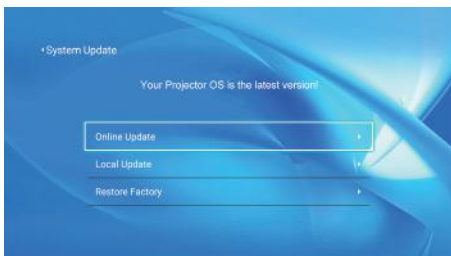 System Update
Your Projector OS is the latest version!
Online Update
Local Update
Restore Factory